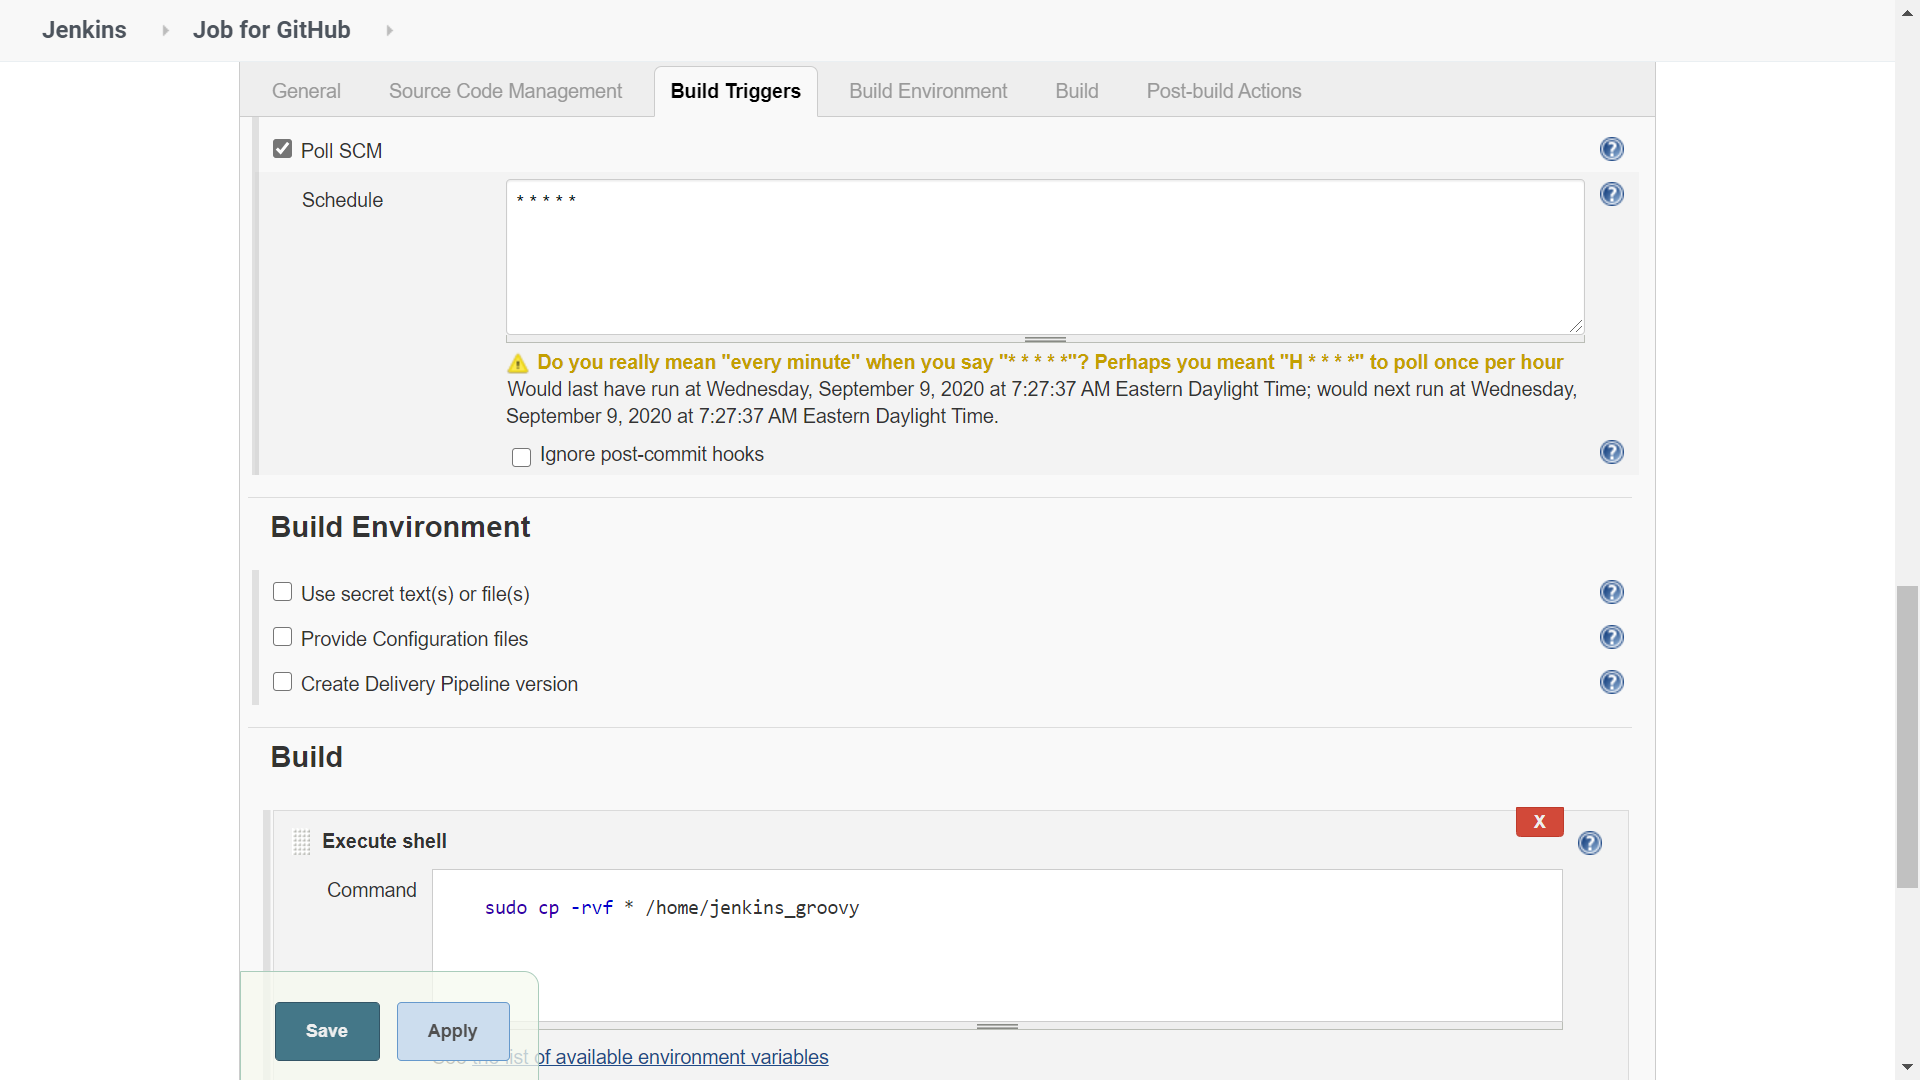 Jenkins Job for GitHub
General Source Code Management Build Triggers Build Environment Build Post-build Actions
Poll SCM
Schedule
* * * * *
Do you really mean "every minute" when you say "* * * * *"? Perhaps you meant "H * * * *" to poll once per hour
Would last have run at Wednesday, September 9, 2020 at 7:27:37 AM Eastern Daylight Time; would next run at Wednesday,
September 9, 2020 at 7:27:37 AM Eastern Daylight Time.
Ignore post-commit hooks
Build Environment
Use secret text(s) or file(s)
Provide Configuration files
Create Delivery Pipeline version
Build
X
Execute shell
Command
sudo cp -rvf * /home/jenkins_groovy
Save Apply
See the list of available environment variables